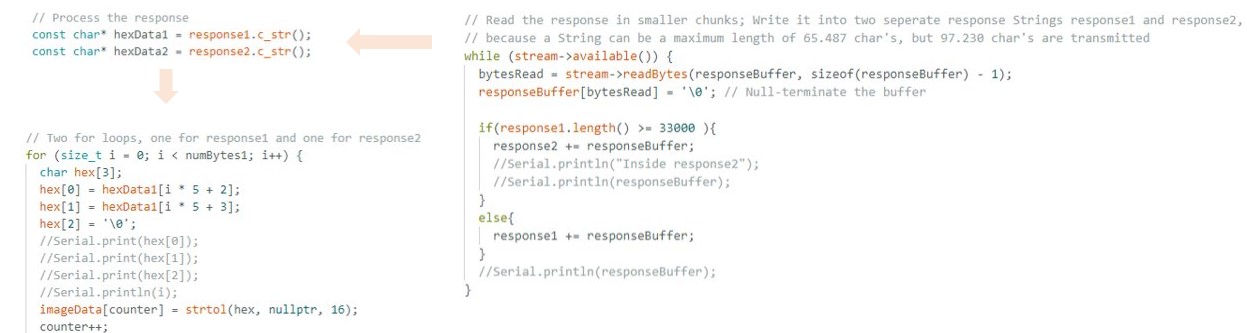 // Process the response
const char* hexData1 = response1.c_str();
const char* hexData2 = response2.c_str();
// Two for loops, one for response1 and one for response2
for (size_t i = 0; i < numBytes1; i++) {
char hex[3];
hex[0] = hexData1[i * 5 + 2];
hex[1] = hexData1[i * 5 + 3];
hex[2] = '\0';
//Serial.print(hex[0]);
//Serial.print(hex[1]);
//Serial.print(hex[2]);
//Serial.println(i);
imageData[counter] = strtol(hex, nullptr, 16);
counter++;
// Read the response in smaller chunks; Write it into two seperate response Strings response1 and response2,
// because a String can be a maximum length of 65.487 char's, but 97.230 char's are transmitted
while (stream->available()) {
bytesRead = stream->readBytes(responseBuffer, sizeof(responseBuffer) - 1);
responseBuffer[bytesRead] = '\0'; // Null-terminate the buffer
if(response1.length() >= 33000 ){
response2 += responseBuffer;
//Serial.println("Inside response2");
//Serial.println(responseBuffer);
}
else{
response1 += responseBuffer;
}
//Serial.println(responseBuffer);
}